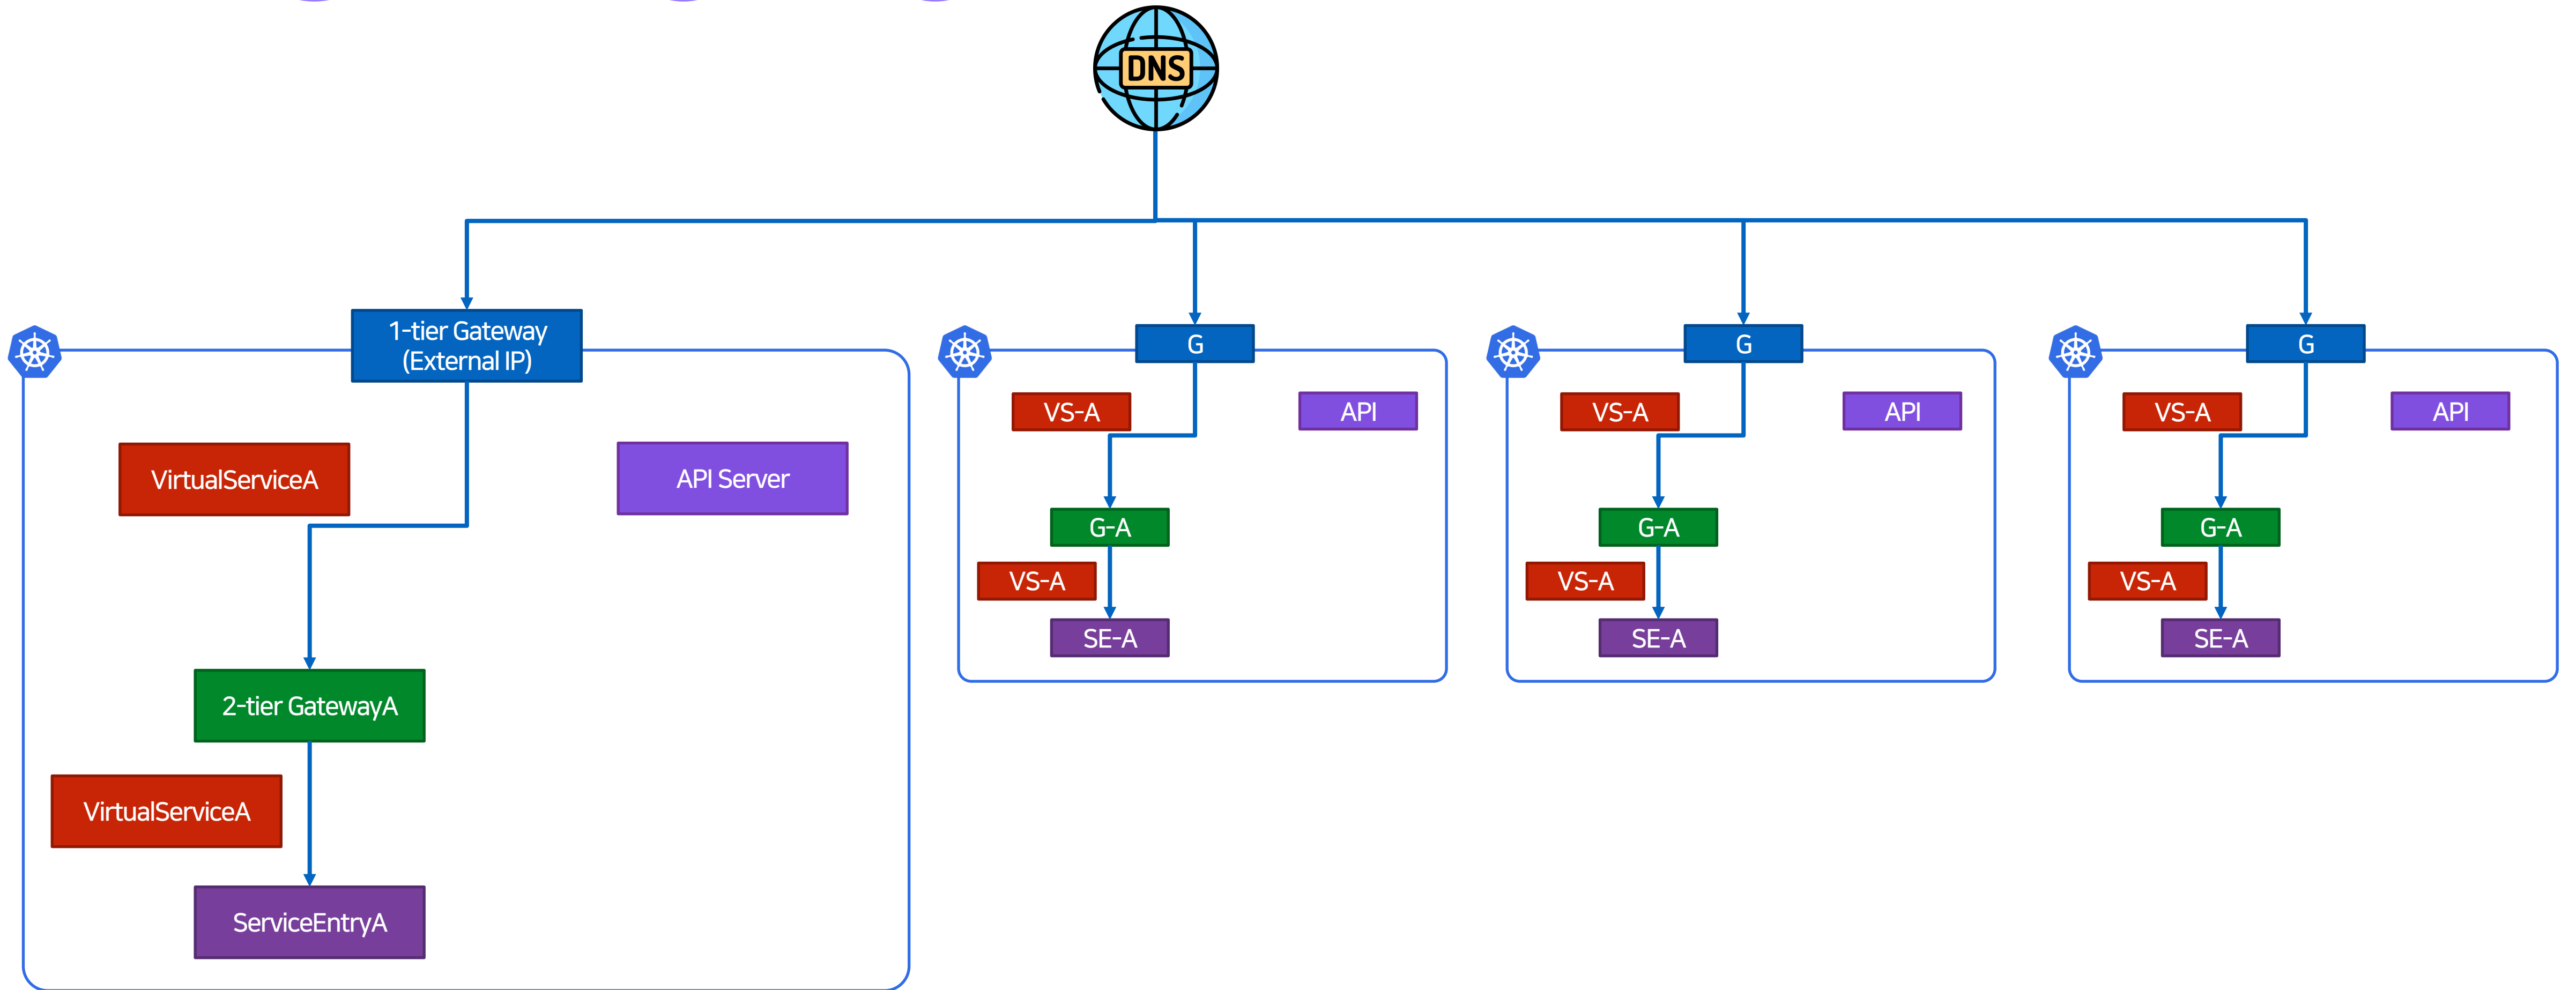 DNS
1-tier Gateway
(External IP)
VirtualServiceA
API Server
2-tier GatewayA
VirtualServiceA
ServiceEntryA
G
VS-A
API
G-A
VS-A
SE-A
G
VS-A
API
G-A
VS-A
SE-A
G
VS-A
API
G-A
VS-A
SE-A